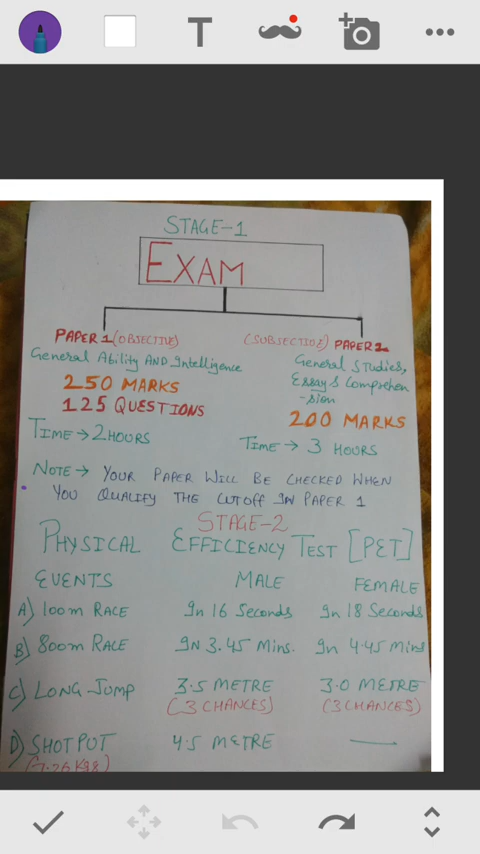 STAGE-1
EXAM
PAPER 1 (OBJECTIVE)
General Ability AND Intelligence
250 MARKS
125 QUESTIONS
TIME → 2 HOURS
(SUBJECTIVE) PAPER 2
General STudies,
Essay & Comprehen
-sion
200 MARKS
TIME → 3 HOURS
NOTE → YOUR PAPER WILL BE CHECKED WHEN
YOU QUALIFY THE CUTOFF IN PAPER 1
STAGE-2
PHYSICAL EFFICIENCY TEST [PET]
EVENTS MALE FEMALE
A) 100m RACE In 16 Seconds In 18 Seconds
B) 800m RACE IN 3.45 Mins. In 4.45 Mins
C) LONG JUMP 3.5 METRE 3.0 METRE
(3 CHANCES) (3 CHANCES)
D) SHOTPUT 4.5 METRE —
(7.26 Kgs)
T